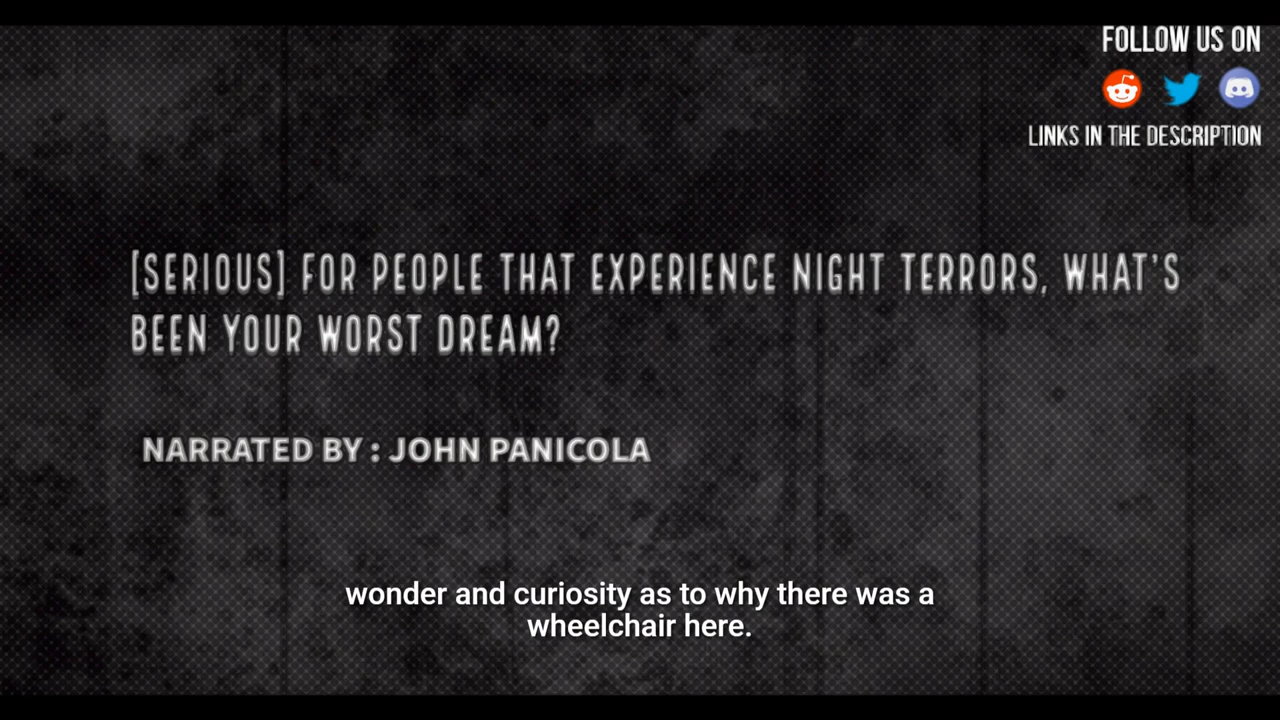 FOLLOW US ON
LINKS IN THE DESCRIPTION
[SERIOUS] FOR PEOPLE THAT EXPERIENCE NIGHT TERRORS, WHAT'S
BEEN YOUR WORST DREAM?
NARRATED BY : JOHN PANICOLA
wonder and curiosity as to why there was a
wheelchair here.